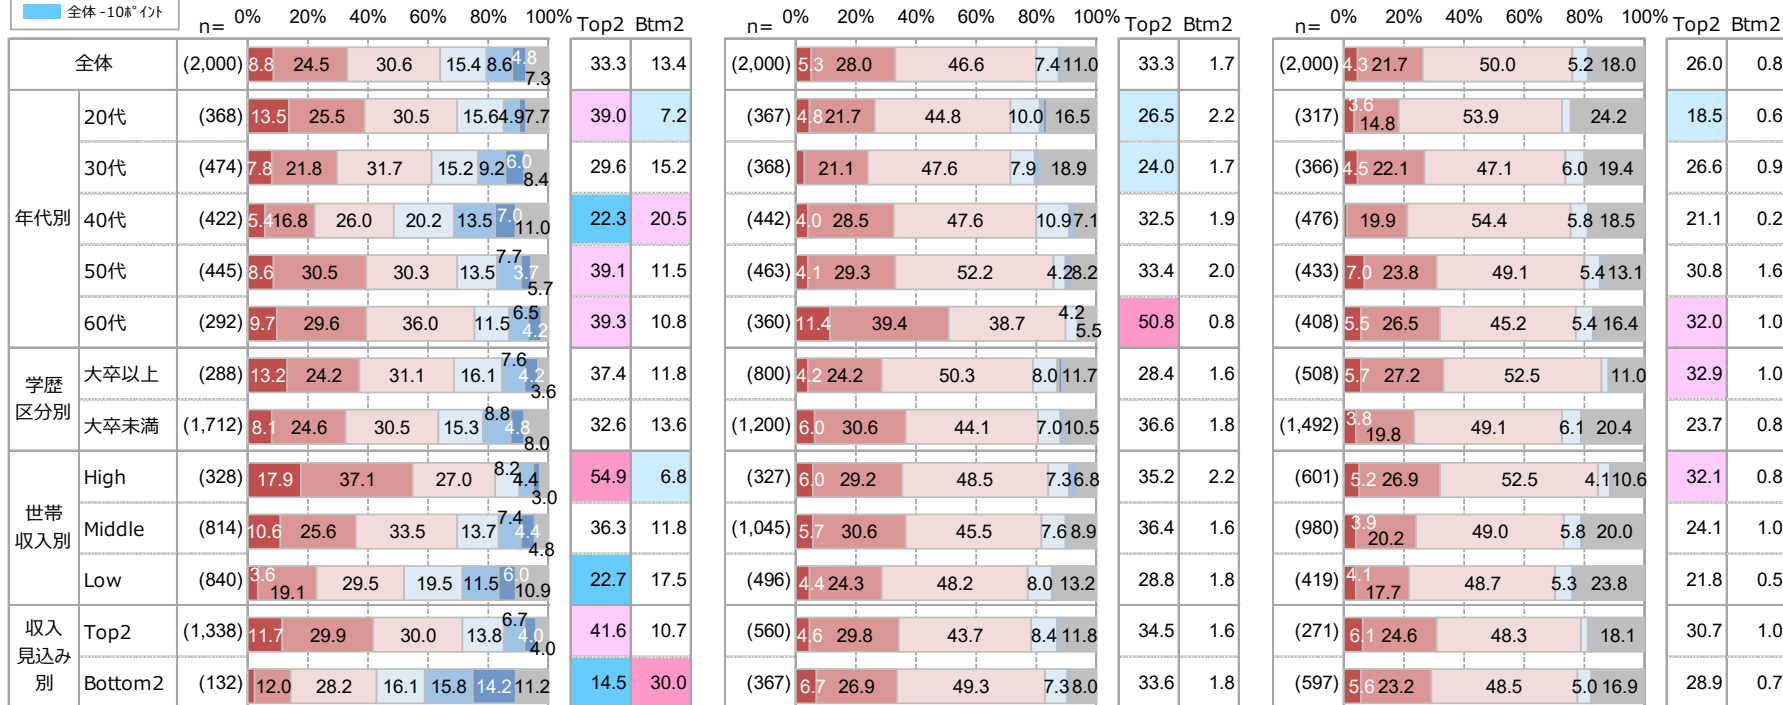 全体 -10ﾎﾟｲﾝﾄ
n= 0% 20% 40% 60% 80% 100% Top2 Btm2 n= 0% 20% 40% 60% 80% 100% Top2 Btm2 n= 0% 20% 40% 60% 80% 100% Top2 Btm2
全体 (2,000) 8.8 24.5 30.6 15.4 8.6 4.8 7.3 33.3 13.4 (2,000) 5.3 28.0 46.6 7.4 11.0 33.3 1.7 (2,000) 4.3 21.7 50.0 5.2 18.0 26.0 0.8
年代別
20代 (368) 13.5 25.5 30.5 15.6 4.9 7.7 39.0 7.2 (367) 4.8 21.7 44.8 10.0 16.5 26.5 2.2 (317) 3.6 14.8 53.9 24.2 18.5 0.6
30代 (474) 7.8 21.8 31.7 15.2 9.2 6.0 8.4 29.6 15.2 (368) 21.1 47.6 7.9 18.9 24.0 1.7 (366) 4.5 22.1 47.1 6.0 19.4 26.6 0.9
40代 (422) 5.4 16.8 26.0 20.2 13.5 7.0 11.0 22.3 20.5 (442) 4.0 28.5 47.6 10.9 7.1 32.5 1.9 (476) 19.9 54.4 5.8 18.5 21.1 0.2
50代 (445) 8.6 30.5 30.3 13.5 7.7 3.7 5.7 39.1 11.5 (463) 4.1 29.3 52.2 4.2 8.2 33.4 2.0 (433) 7.0 23.8 49.1 5.4 13.1 30.8 1.6
60代 (292) 9.7 29.6 36.0 11.5 6.5 4.2 39.3 10.8 (360) 11.4 39.4 38.7 4.2 5.5 50.8 0.8 (408) 5.5 26.5 45.2 5.4 16.4 32.0 1.0
学歴
区分別
大卒以上 (288) 13.2 24.2 31.1 16.1 7.6 4.2 3.6 37.4 11.8 (800) 4.2 24.2 50.3 8.0 11.7 28.4 1.6 (508) 5.7 27.2 52.5 11.0 32.9 1.0
大卒未満 (1,712) 8.1 24.6 30.5 15.3 8.8 4.8 8.0 32.6 13.6 (1,200) 6.0 30.6 44.1 7.0 10.5 36.6 1.8 (1,492) 3.8 19.8 49.1 6.1 20.4 23.7 0.8
世帯
収入別
High (328) 17.9 37.1 27.0 8.2 4.4 3.0 54.9 6.8 (327) 6.0 29.2 48.5 7.3 6.8 35.2 2.2 (601) 5.2 26.9 52.5 4.1 10.6 32.1 0.8
Middle (814) 10.6 25.6 33.5 13.7 7.4 4.4 4.8 36.3 11.8 (1,045) 5.7 30.6 45.5 7.6 8.9 36.4 1.6 (980) 3.9 20.2 49.0 5.8 20.0 24.1 1.0
Low (840) 3.6 19.1 29.5 19.5 11.5 6.0 10.9 22.7 17.5 (496) 4.4 24.3 48.2 8.0 13.2 28.8 1.8 (419) 4.1 17.7 48.7 5.3 23.8 21.8 0.5
収入
見込み
別
Top2 (1,338) 11.7 29.9 30.0 13.8 6.7 4.0 4.0 41.6 10.7 (560) 4.6 29.8 43.7 8.4 11.8 34.5 1.6 (271) 6.1 24.6 48.3 18.1 30.7 1.0
Bottom2 (132) 12.0 28.2 16.1 15.8 14.2 11.2 14.5 30.0 (367) 6.7 26.9 49.3 7.3 8.0 33.6 1.8 (597) 5.6 23.2 48.5 5.0 16.9 28.9 0.7